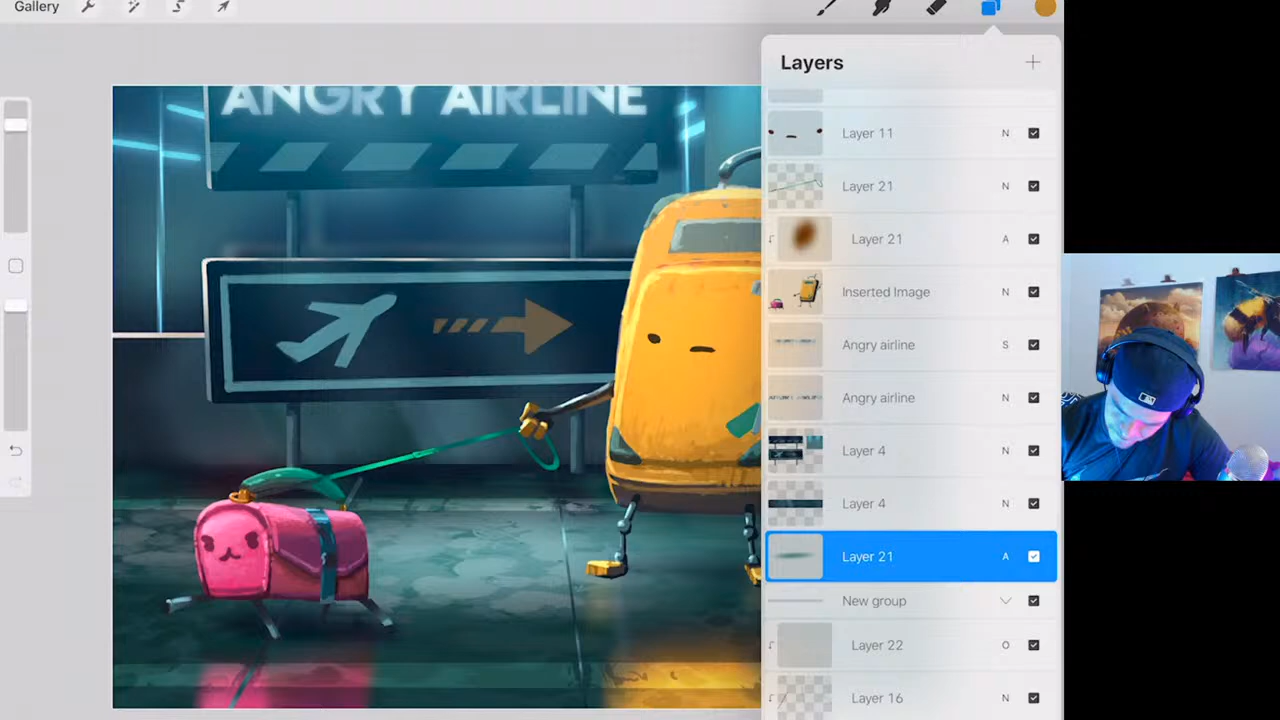 Gallery
Layers
ANGRY AIRLINE
Layer 11 N
Layer 21 N
Layer 21 A
Inserted Image N
Angry airline S
Angry airline N
Layer 4 N
Layer 4 N
Layer 21 A
New group
Layer 22 O
Layer 16 N